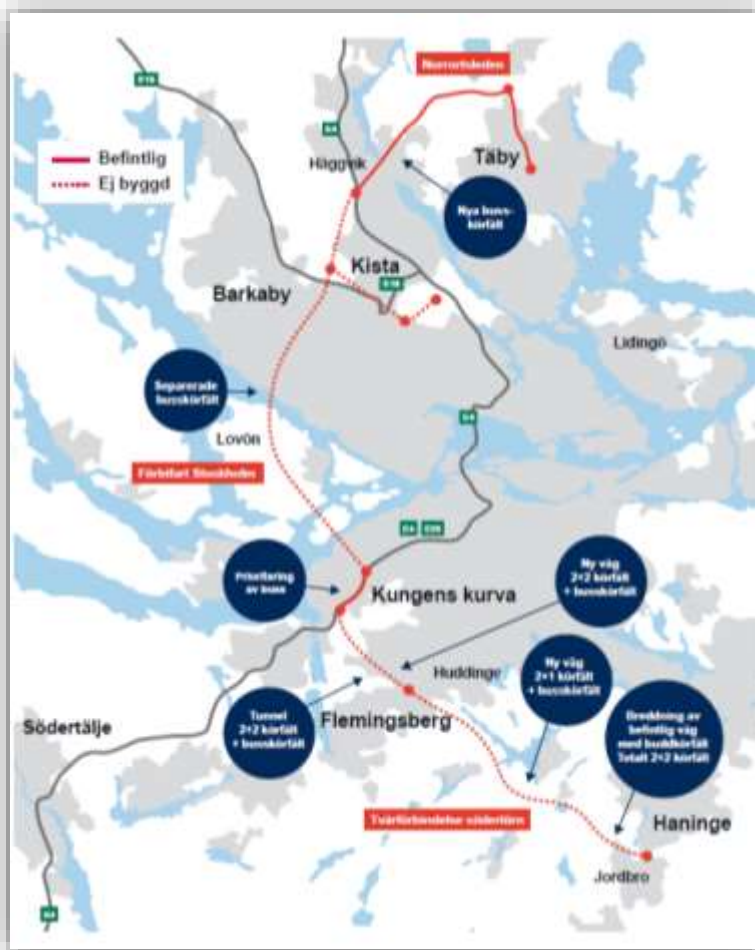 Norrortsleden
E18
E4
Häggvik
Täby
Befintlig
Ej byggd
Nya buss-
körfält
Kista
E18
Barkaby
Lidingö
Separerade
busskörfält
E4
Lovön
Förbifart Stockholm
E4 E20
Prioritering
av buss
Kungens kurva
Ny väg
2+2 körfält
+ busskörfält
Huddinge
Ny väg
2+1 körfält
+ busskörfält
Tunnel
2+2 körfält
+ busskörfält
Flemingsberg
Breddning av
befintlig väg
med
Totalt 2+2 körfält
Södertälje
Tvärförbindelse södertörn
Haninge
Jordbro
E4